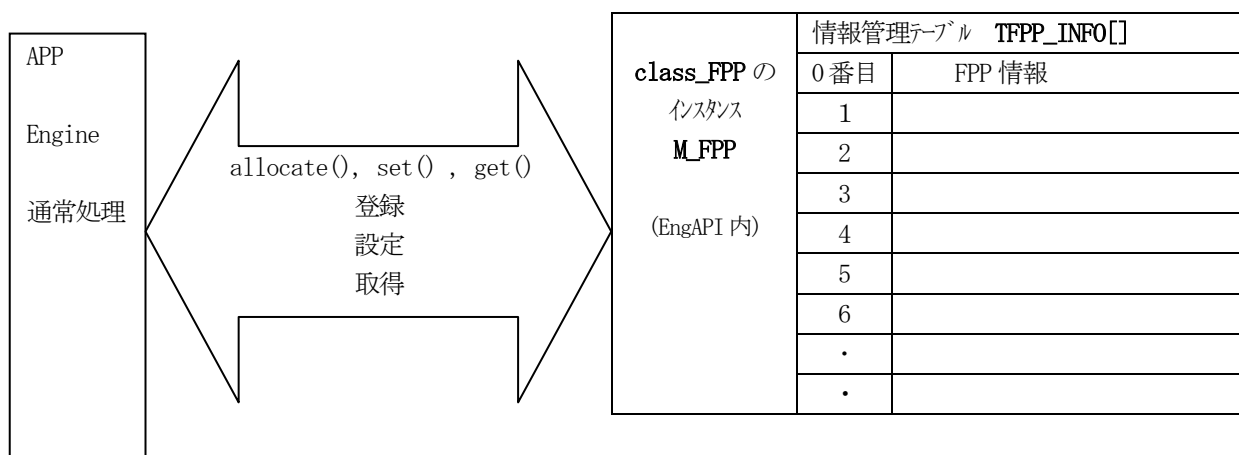 APP
Engine
通常処理
allocate(), set() , get()
登録
設定
取得
class_FPP の
インスタンス
M_FPP
(EngAPI 内)
情報管理テーブル TFPP_INFO[]
0 番目 FPP 情報
1
2
3
4
5
6
・
・